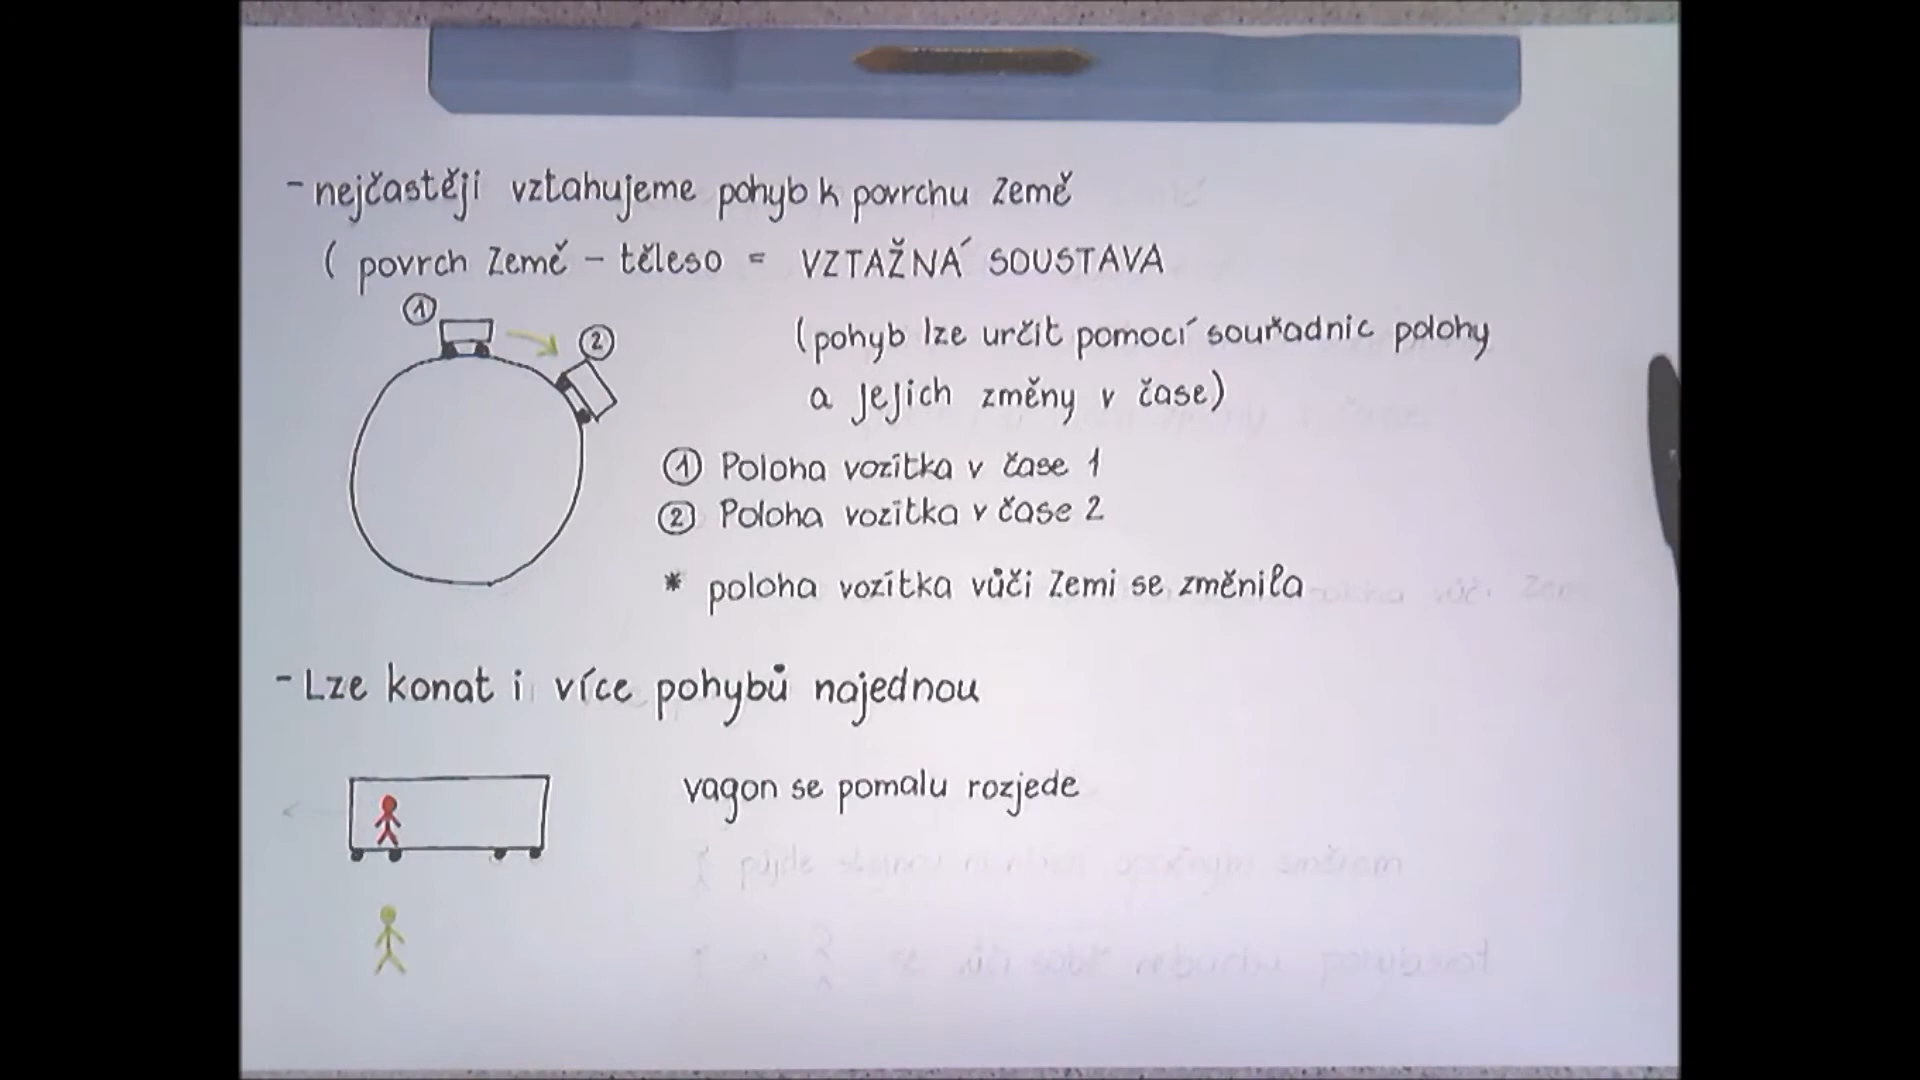 - nejčastěji vztahujeme pohyb k povrchu Země
( povrch Země - těleso = VZTAŽNÁ SOUSTAVA
1
2
(pohyb lze určit pomocí souřadnic polohy
a jejich změny v čase)
1 Poloha vozítka v čase 1
2 Poloha vozítka v čase 2
* poloha vozítka vůči Zemi se změnila
- Lze konat i více pohybů najednou
vagon se pomalu rozjede